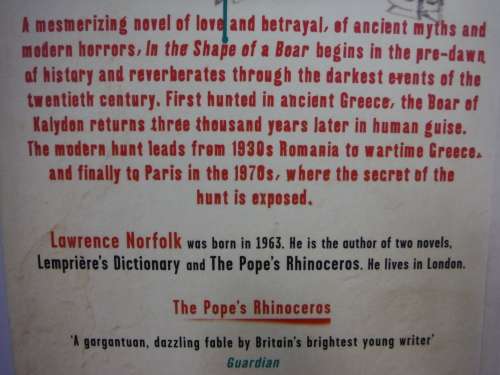 A mesmerizing novel of love and betrayal, of ancient myths and
modern horrors, In the Shape of a Boar begins in the pre-dawn
of history and reverberates through the darkest events of the
twentieth century. First hunted in ancient Greece, the Boar of
Kalydon returns three thousand years later in human guise.
The modern hunt leads from 1930s Romania to wartime Greece,
and finally to Paris in the 1970s, where the secret of the
hunt is exposed.
Lawrence Norfolk was born in 1963. He is the author of two novels,
Lemprière's Dictionary and The Pope's Rhinoceros. He lives in London.
The Pope's Rhinoceros
'A gargantuan, dazzling fable by Britain's brightest young writer'
Guardian